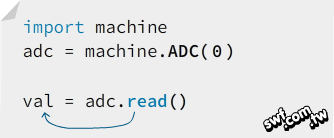 import machine
adc = machine.ADC(0)
val = adc.read()
swf.com.tw